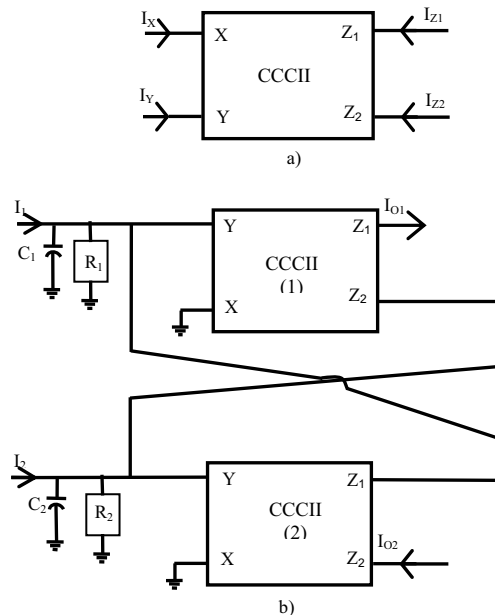 I_X I_Z1
X Z_1
CCCII
I_Y I_Z2
Y Z_2
a)
I_1 I_O1
Y Z_1
C_1 R_1 CCCII
(1)
X Z_2
I_2
Y Z_1
C_2 R_2 CCCII
(2)
X Z_2 I_O2
b)